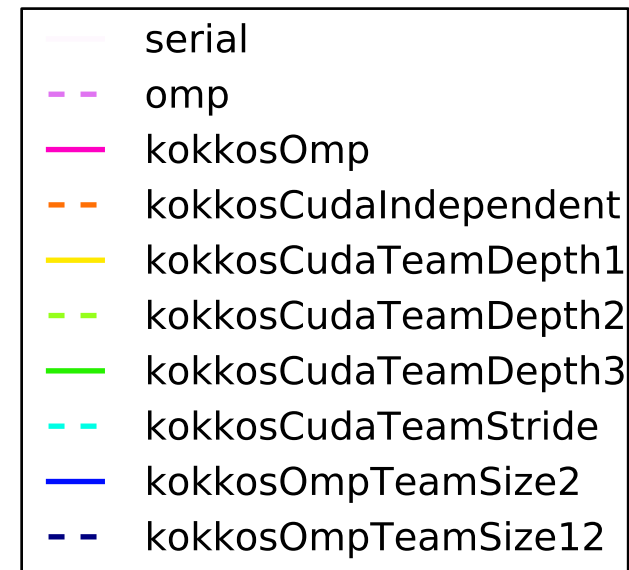 serial
omp
kokkosOmp
kokkosCudaIndependent
kokkosCudaTeamDepth1
kokkosCudaTeamDepth2
kokkosCudaTeamDepth3
kokkosCudaTeamStride
kokkosOmpTeamSize2
kokkosOmpTeamSize12